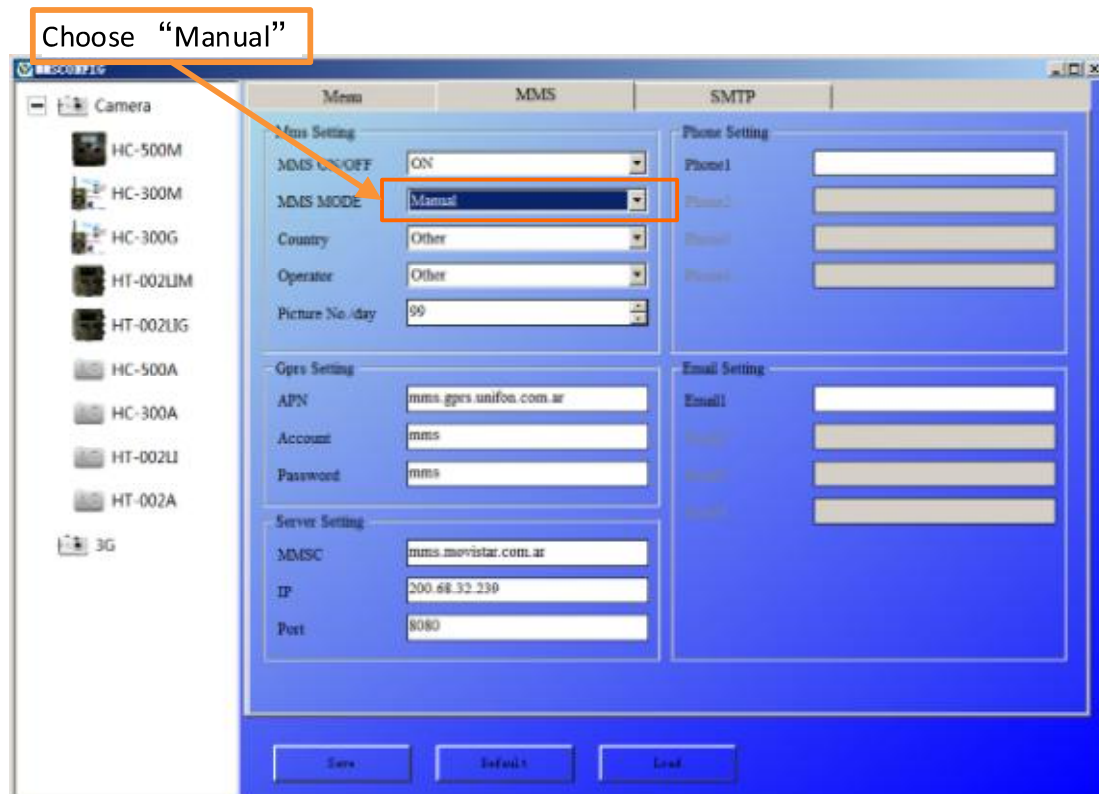 Choose “Manual”
MMSCONFIG
Camera
HC-500M
HC-300M
HC-300G
HT-002LIM
HT-002LIG
HC-500A
HC-300A
HT-002LI
HT-002A
3G
Menu
MMS
SMTP
Mms Setting
MMS ON/OFF
ON
MMS MODE
Manual
Country
Other
Operator
Other
Picture No./day
99
Gprs Setting
APN
mms.gprs.unifon.com.ar
Account
mms
Password
mms
Server Setting
MMSC
mms.movistar.com.ar
IP
200.68.32.239
Port
8080
Phone Setting
Phone1
Phone2
Email Setting
Email1
Save
Default
Load